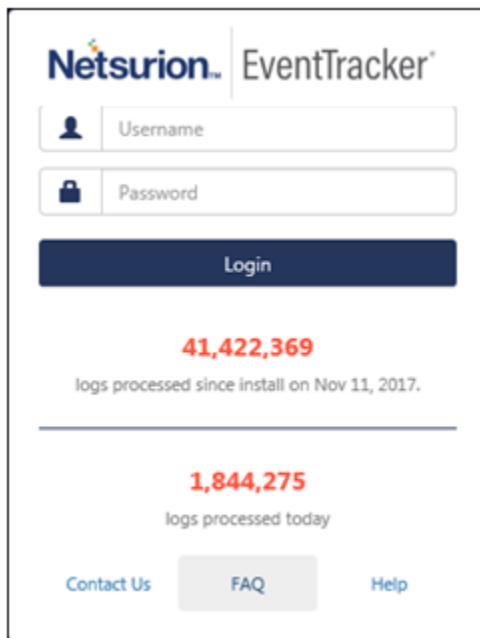 Netsurion™ EventTracker®
Username
Password
Login
41,422,369
logs processed since install on Nov 11, 2017.
1,844,275
logs processed today
Contact Us FAQ Help